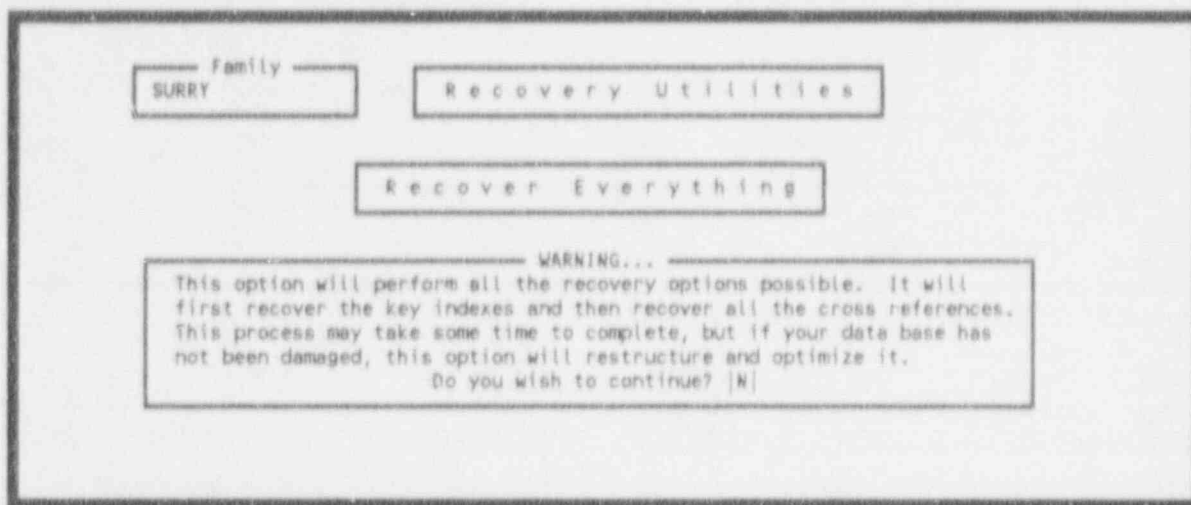 Family
SURRY
Recovery Utilities
Recover Everything
WARNING...
This option will perform all the recovery options possible. It will
first recover the key indexes and then recover all the cross references.
This process may take some time to complete, but if your data base has
not been damaged, this option will restructure and optimize it.
Do you wish to continue? |N|